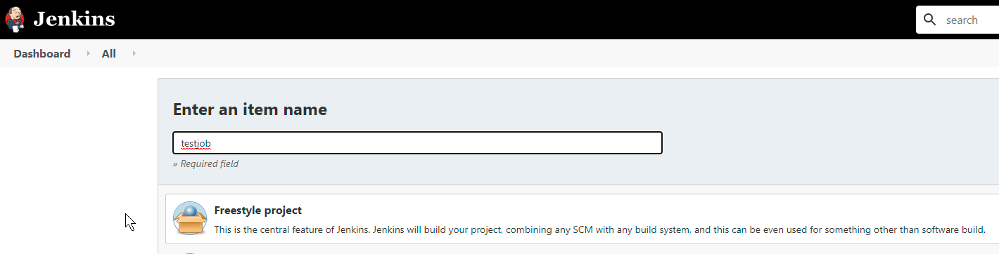 Jenkins
search
Dashboard
All
Enter an item name
testjob
» Required field
Freestyle project
This is the central feature of Jenkins. Jenkins will build your project, combining any SCM with any build system, and this can be even used for something other than software build.